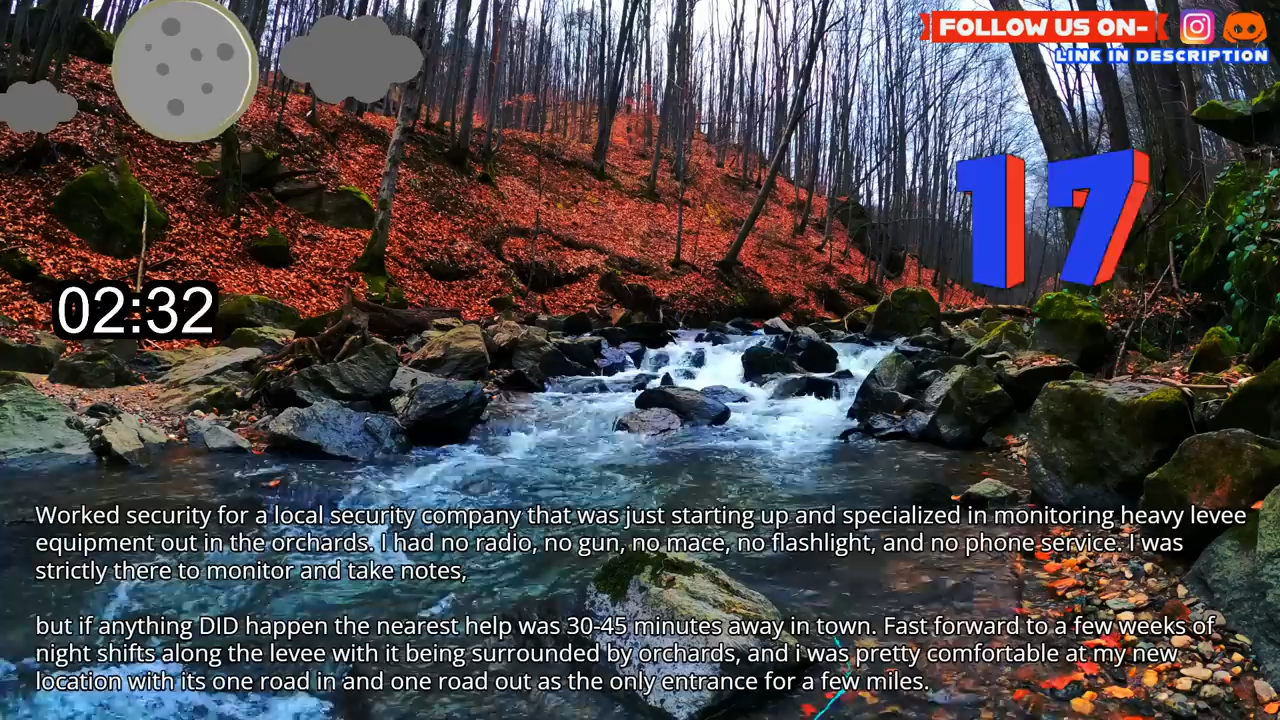 FOLLOW US ON-
LINK IN DESCRIPTION
17
02:32
Worked security for a local security company that was just starting up and specialized in monitoring heavy levee
equipment out in the orchards. I had no radio, no gun, no mace, no flashlight, and no phone service. I was
strictly there to monitor and take notes,
but if anything DID happen the nearest help was 30-45 minutes away in town. Fast forward to a few weeks of
night shifts along the levee with it being surrounded by orchards, and i was pretty comfortable at my new
location with its one road in and one road out as the only entrance for a few miles.